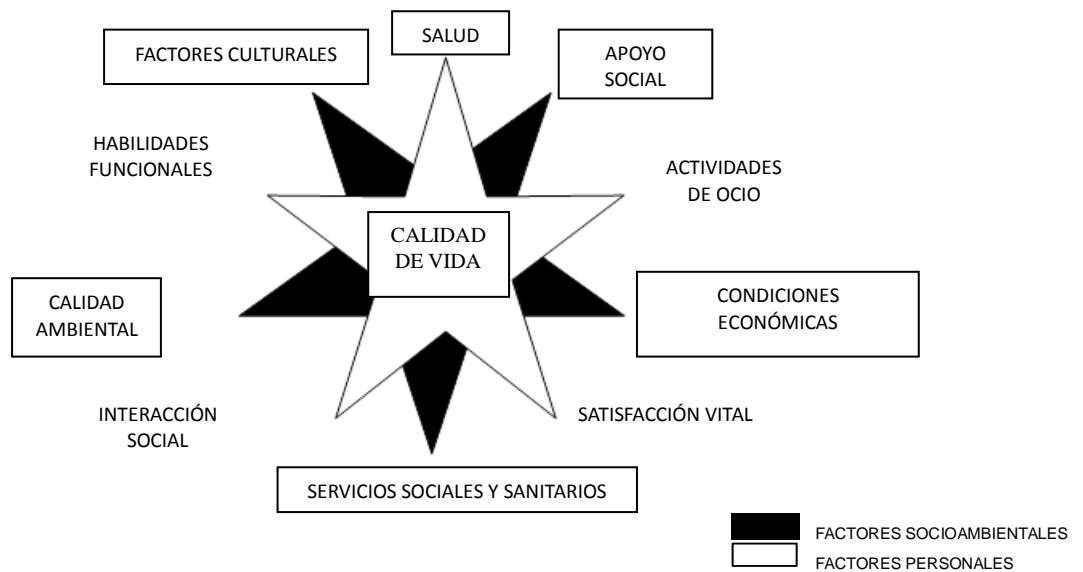 SALUD
FACTORES CULTURALES
APOYO
SOCIAL
HABILIDADES
FUNCIONALES
ACTIVIDADES
DE OCIO
CALIDAD
DE VIDA
CALIDAD
AMBIENTAL
CONDICIONES
ECONÓMICAS
INTERACCIÓN
SOCIAL
SATISFACCIÓN VITAL
SERVICIOS SOCIALES Y SANITARIOS
FACTORES SOCIOAMBIENTALES
FACTORES PERSONALES